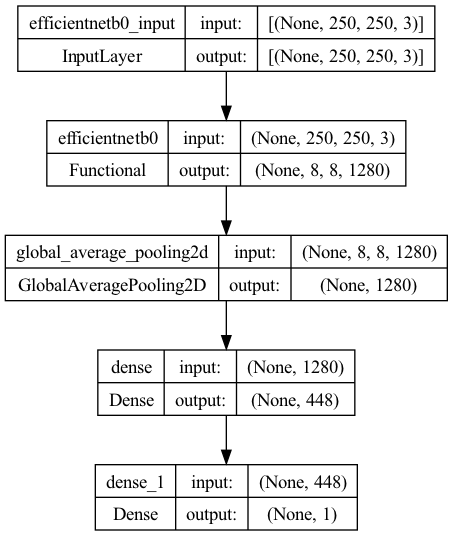 efficientnetb0_input input: [(None, 250, 250, 3)]
InputLayer output: [(None, 250, 250, 3)]
efficientnetb0 input: (None, 250, 250, 3)
Functional output: (None, 8, 8, 1280)
global_average_pooling2d input: (None, 8, 8, 1280)
GlobalAveragePooling2D output: (None, 1280)
dense input: (None, 1280)
Dense output: (None, 448)
dense_1 input: (None, 448)
Dense output: (None, 1)